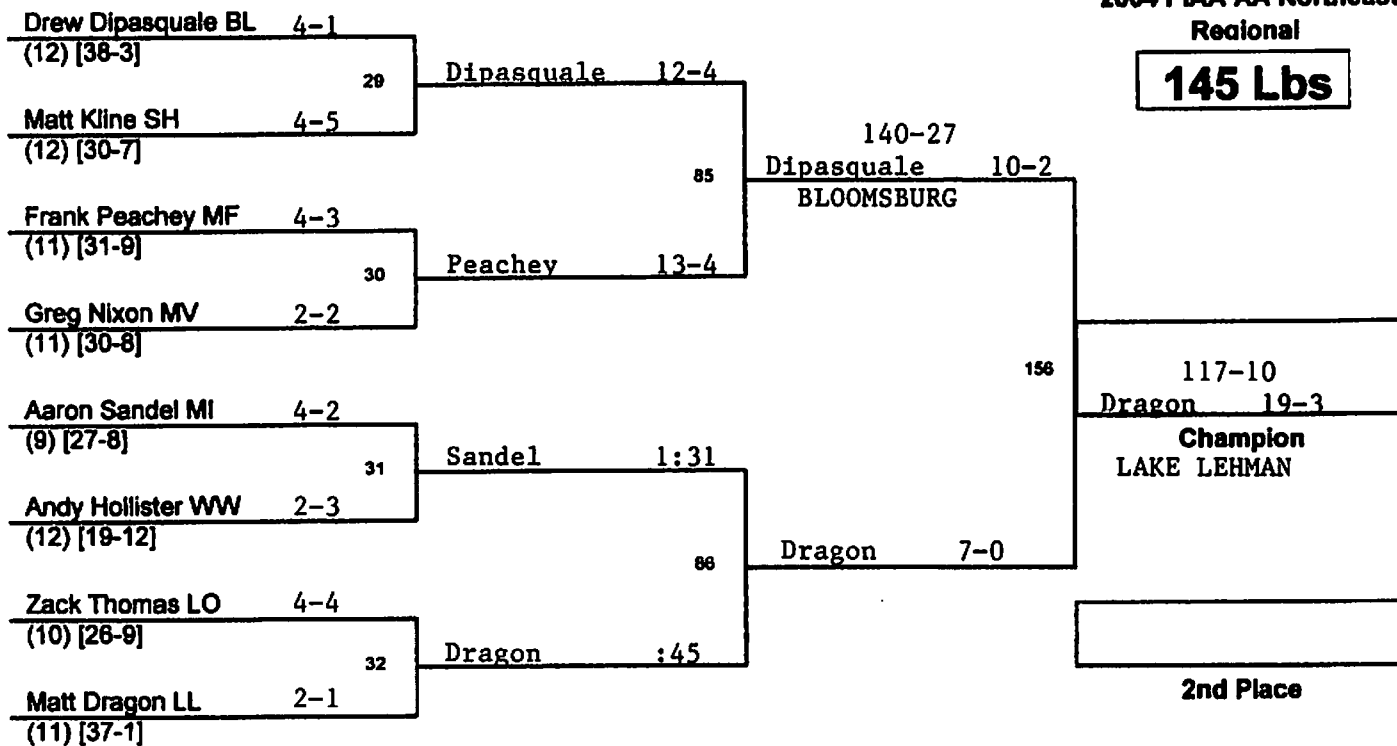 2004 PIAA AA Northeast
Regional
145 Lbs
Drew Dipasquale BL 4-1
(12) [38-3]
29
Dipasquale 12-4
Matt Kline SH 4-5
(12) [30-7]
85
140-27
Dipasquale 10-2
BLOOMSBURG
Frank Peachey MF 4-3
(11) [31-9]
30
Peachey 13-4
Greg Nixon MV 2-2
(11) [30-8]
156
117-10
Dragon 19-3
Champion
LAKE LEHMAN
Aaron Sandel MI 4-2
(9) [27-8]
31
Sandel 1:31
Andy Hollister WW 2-3
(12) [19-12]
86
Dragon 7-0
Zack Thomas LO 4-4
(10) [26-9]
32
Dragon :45
Matt Dragon LL 2-1
(11) [37-1]
2nd Place